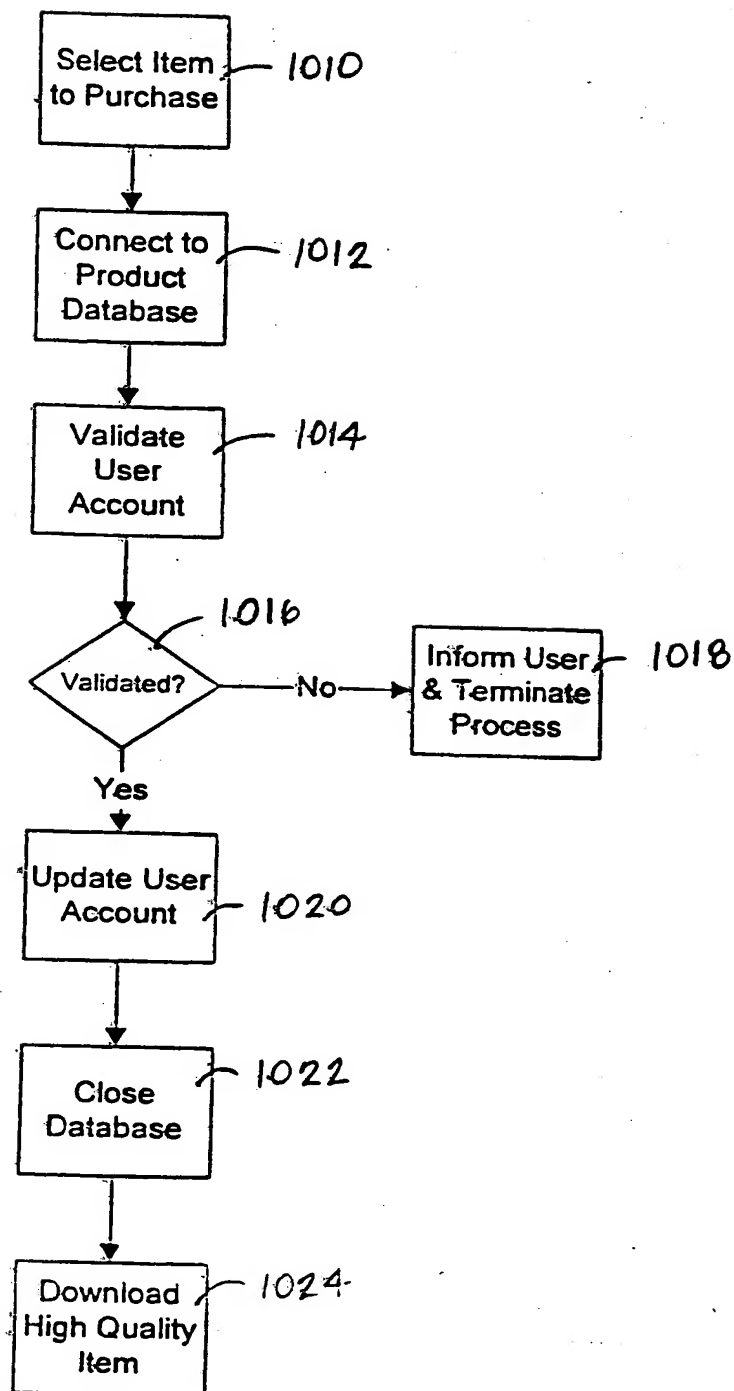 Select Item
to Purchase
1010
Connect to
Product
Database
1012
Validate
User
Account
1014
Validated?
1016
No
Inform User
& Terminate
Process
1018
Yes
Update User
Account
1020
Close
Database
1022
Download
High Quality
Item
1024